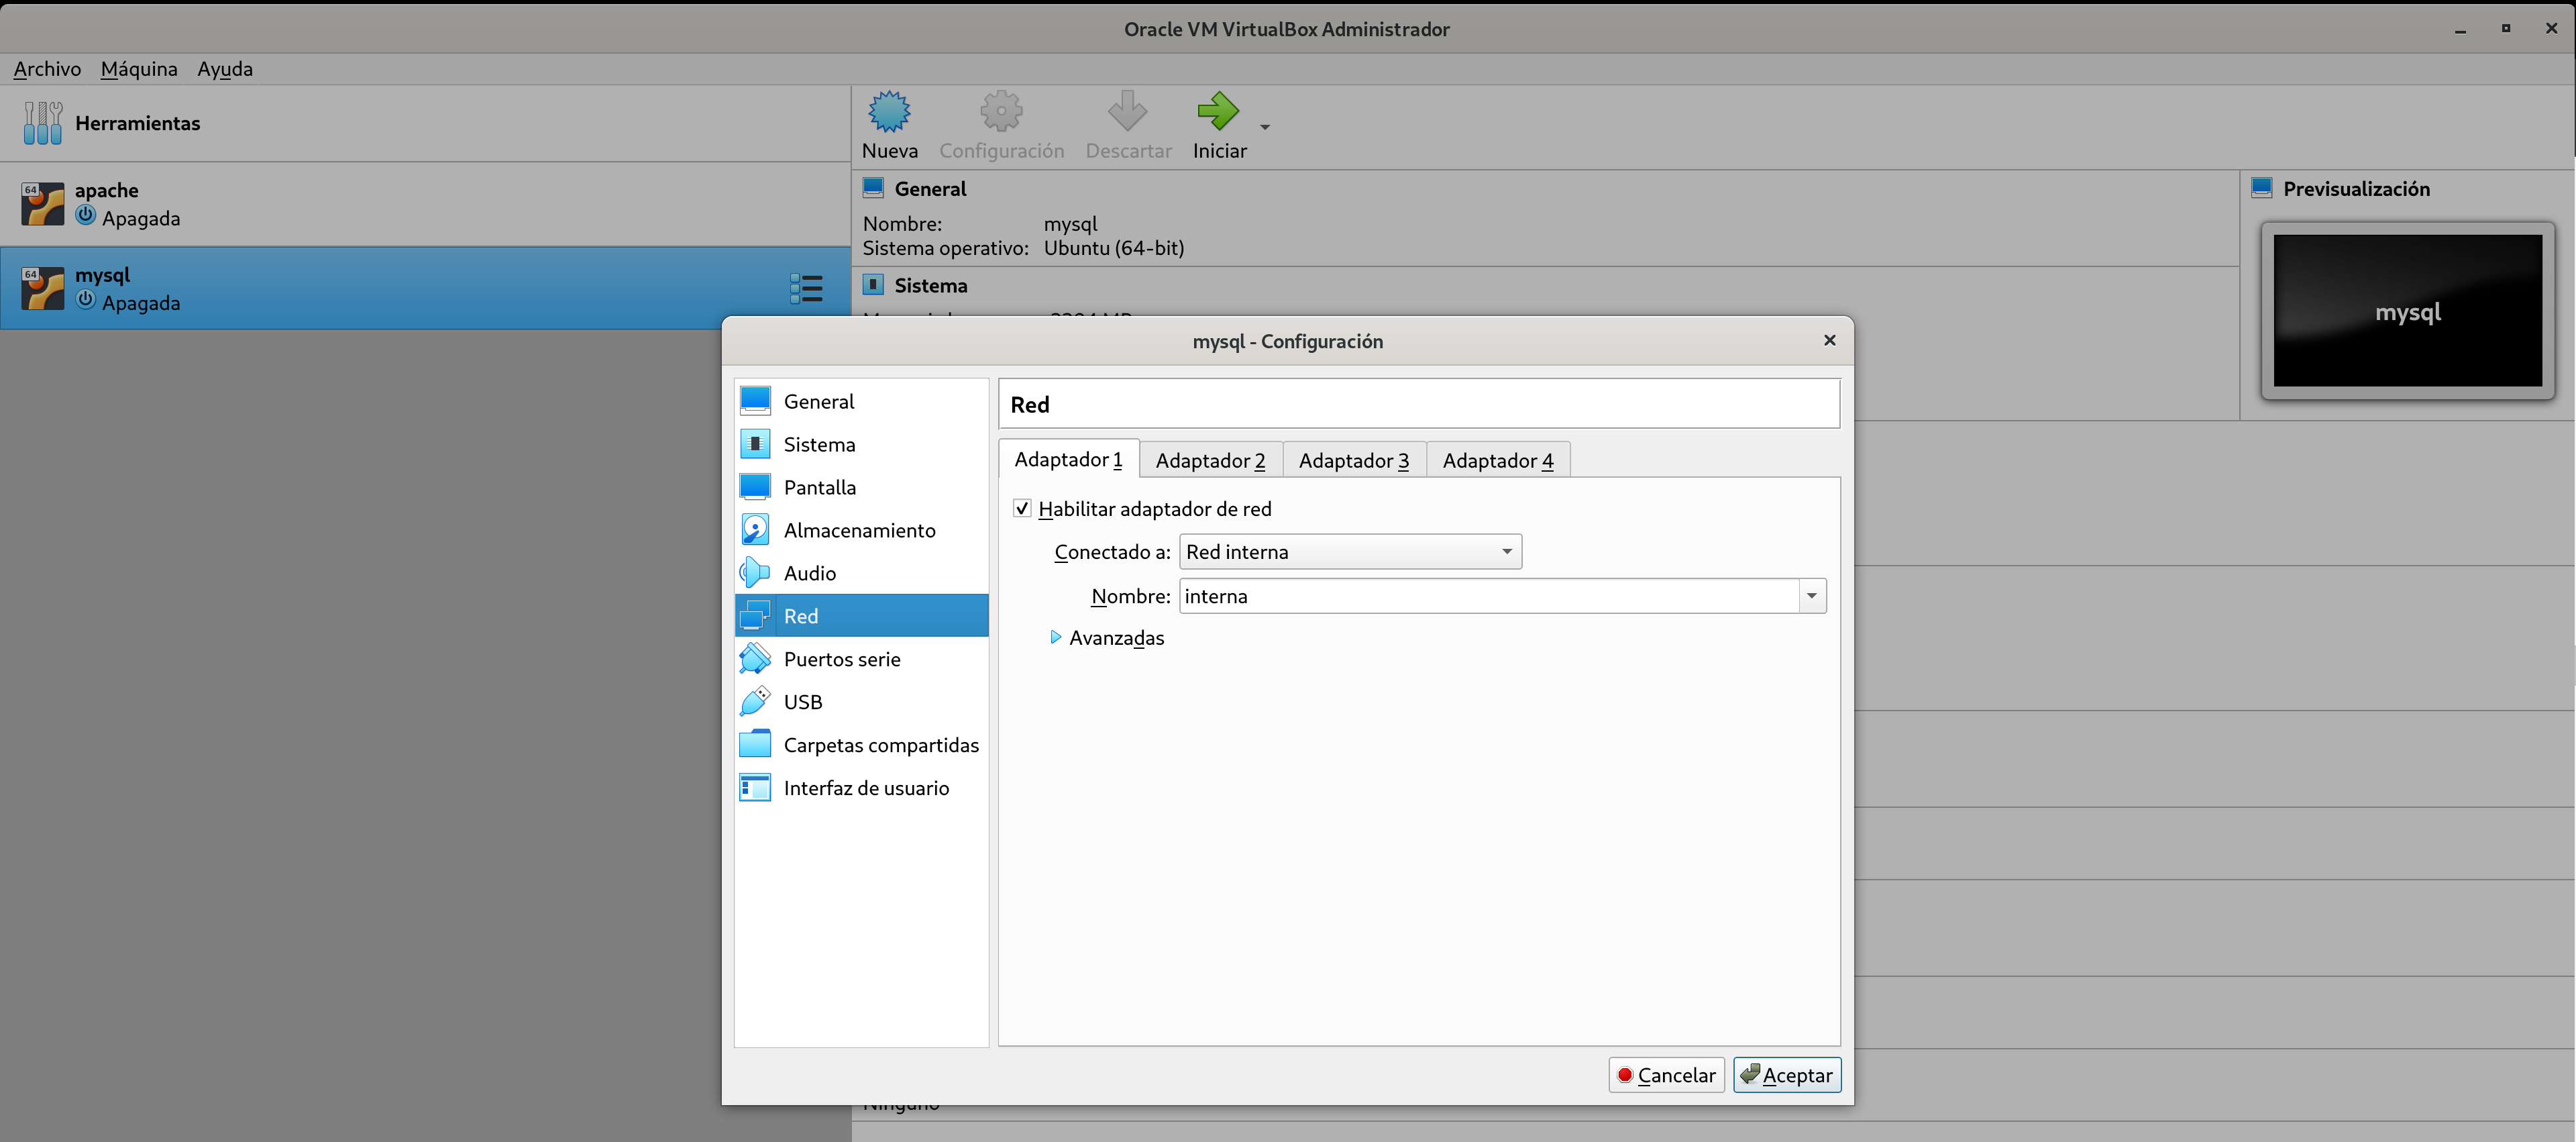 Oracle VM VirtualBox Administrador
Archivo Máquina Ayuda
Herramientas
Nueva Configuración Descartar Iniciar
64 apache
Apagada
64 mysql
Apagada
General
Nombre: mysql
Sistema operativo: Ubuntu (64-bit)
Sistema
Previsualización
mysql
mysql - Configuración
General
Sistema
Pantalla
Almacenamiento
Audio
Red
Puertos serie
USB
Carpetas compartidas
Interfaz de usuario
Red
Adaptador 1 Adaptador 2 Adaptador 3 Adaptador 4
Habilitar adaptador de red
Conectado a: Red interna
Nombre: interna
Avanzadas
Cancelar Aceptar
Ninguno